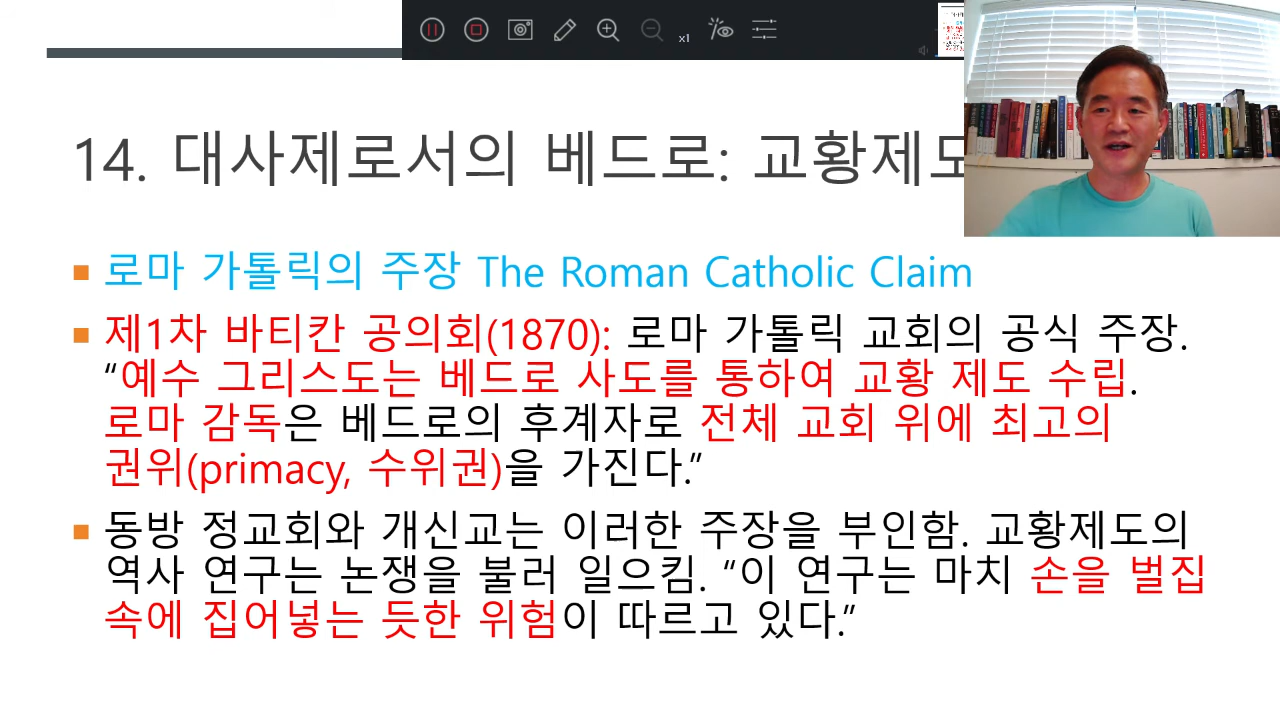 x1
14. 대사제로서의 베드로: 교황제도
로마 가톨릭의 주장 The Roman Catholic Claim
제1차 바티칸 공의회(1870): 로마 가톨릭 교회의 공식 주장.
“예수 그리스도는 베드로 사도를 통하여 교황 제도 수립.
로마 감독은 베드로의 후계자로 전체 교회 위에 최고의
권위(primacy, 수위권)을 가진다.”
동방 정교회와 개신교는 이러한 주장을 부인함. 교황제도의
역사 연구는 논쟁을 불러 일으킴. “이 연구는 마치 손을 벌집
속에 집어넣는 듯한 위험이 따르고 있다.”